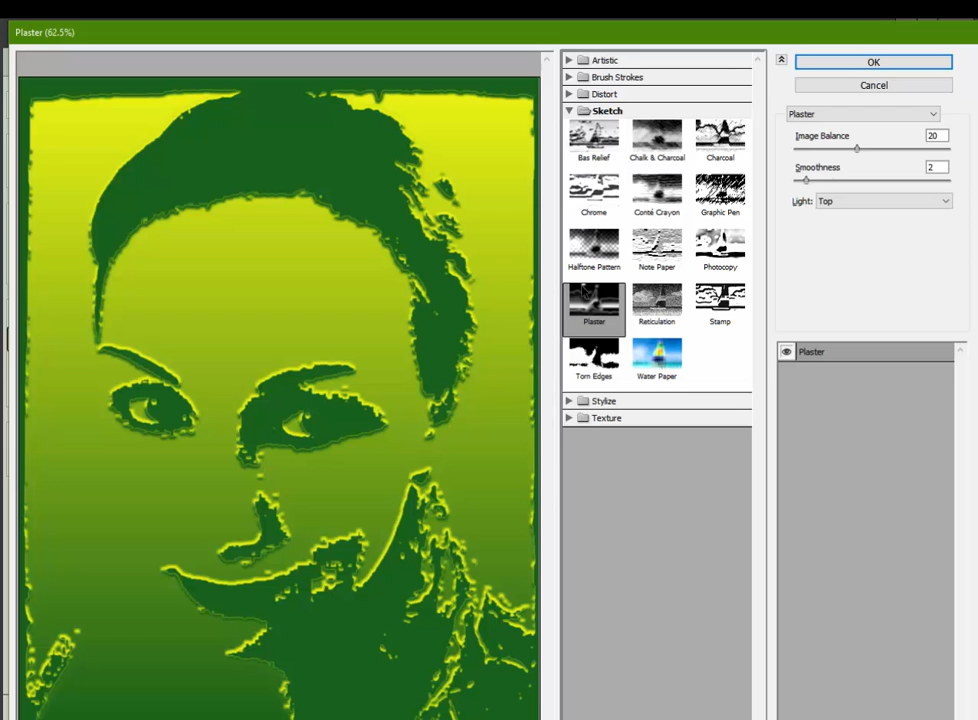 Plaster (62.5%)
Artistic
Brush Strokes
Distort
Sketch
Bas Relief
Chalk & Charcoal
Charcoal
Chrome
Conté Crayon
Graphic Pen
Halftone Pattern
Note Paper
Photocopy
Plaster
Reticulation
Stamp
Torn Edges
Water Paper
Stylize
Texture
OK
Cancel
Plaster
Image Balance 20
Smoothness 2
Light: Top
Plaster